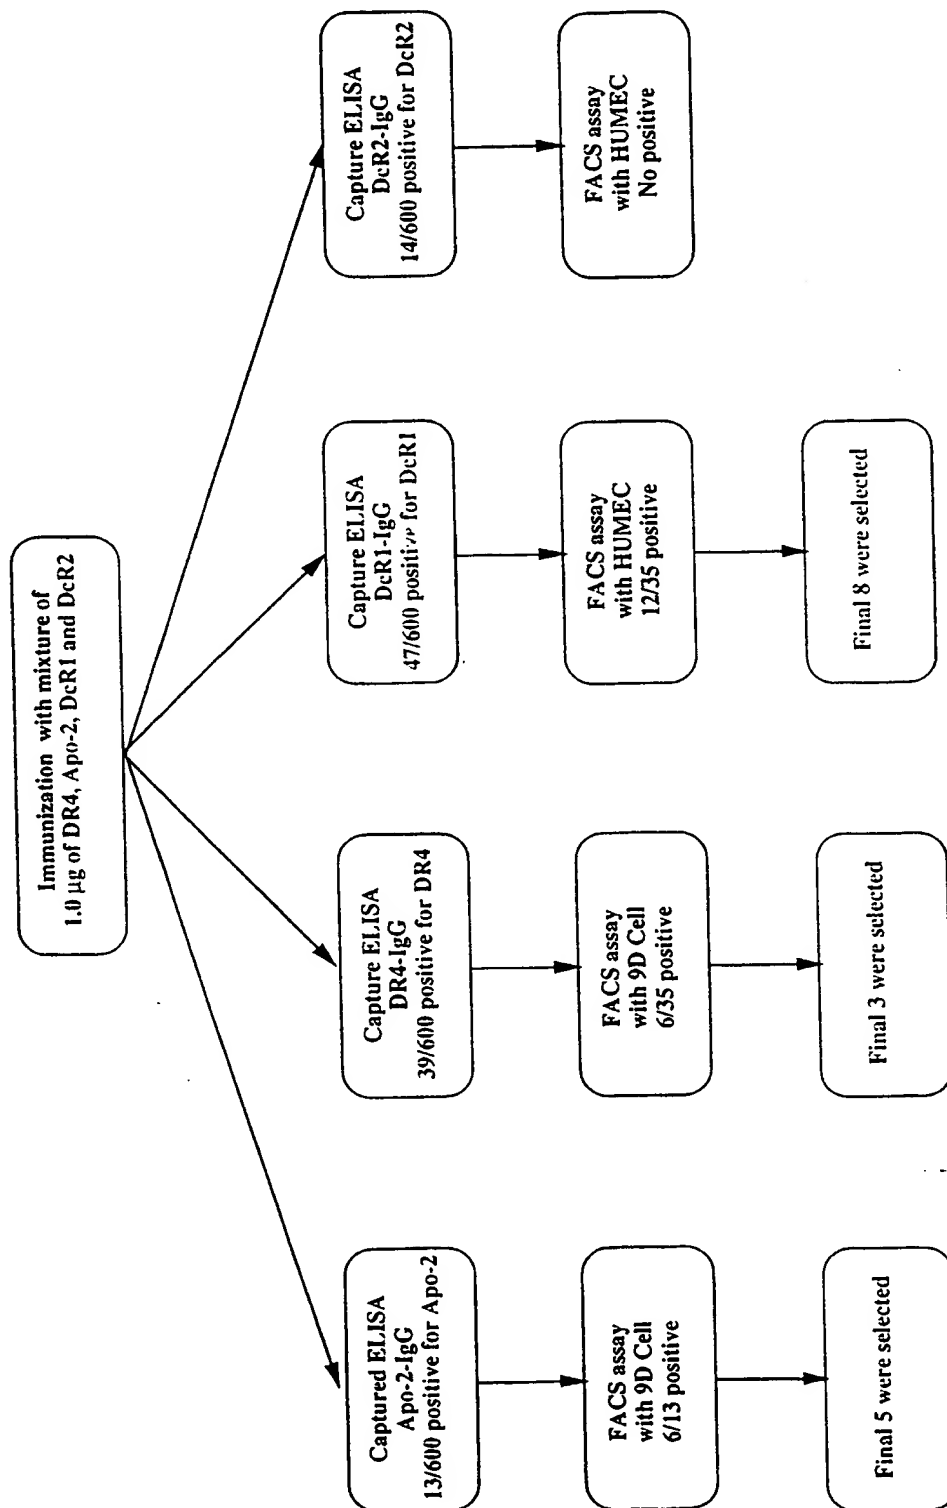 Immunization with mixture of
1.0 µg of DR4, Apo-2, DcR1 and DcR2
Captured ELISA
Apo-2-IgG
13/600 positive for Apo-2
Capture ELISA
DR4-IgG
39/600 positive for DR4
Capture ELISA
DcR1-IgG
47/600 positive for DcR1
Capture ELISA
DcR2-IgG
14/600 positive for DcR2
FACS assay
with 9D Cell
6/13 positive
FACS assay
with 9D Cell
6/35 positive
FACS assay
with HUMEC
12/35 positive
FACS assay
with HUMEC
No positive
Final 5 were selected
Final 3 were selected
Final 8 were selected